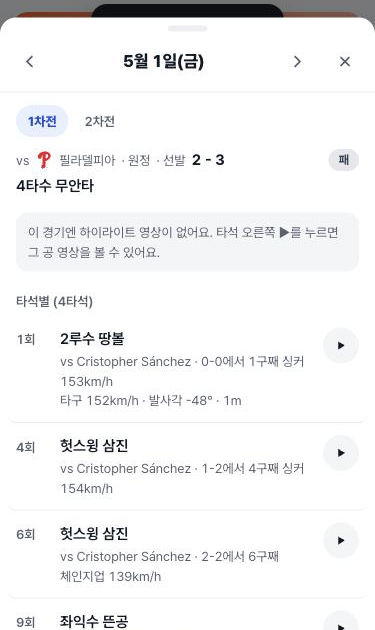 5월 1일(금)
1차전 2차전
vs 필라델피아 · 원정 · 선발 2 - 3 패
4타수 무안타
이 경기엔 하이라이트 영상이 없어요. 타석 오른쪽 ▶를 누르면
그 공 영상을 볼 수 있어요.
타석별 (4타석)
1회 2루수 땅볼
vs Cristopher Sánchez · 0-0에서 1구째 싱커
153km/h
타구 152km/h · 발사각 -48° · 1m
4회 헛스윙 삼진
vs Cristopher Sánchez · 1-2에서 4구째 싱커
154km/h
6회 헛스윙 삼진
vs Cristopher Sánchez · 2-2에서 6구째
체인지업 139km/h
9회 좌익수 뜬공